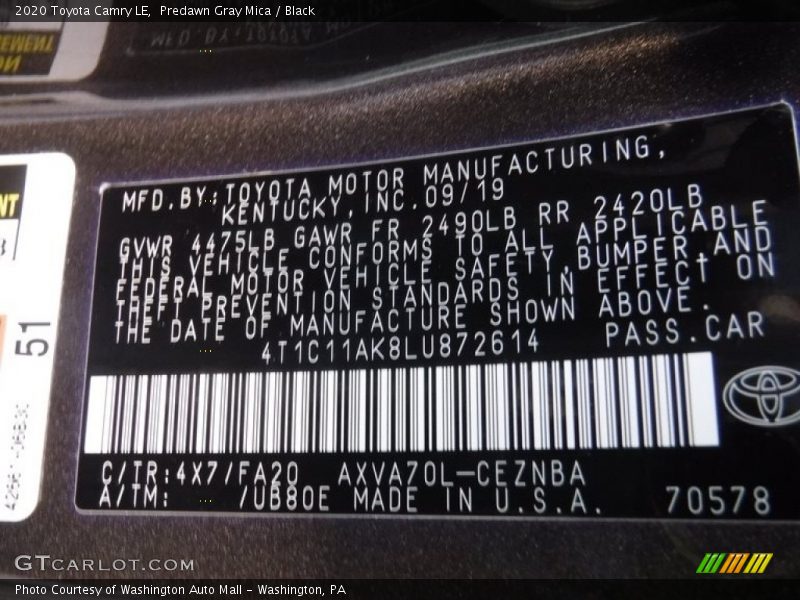 2020 Toyota Camry LE,  Predawn Gray Mica / Black
MFD.BY:TOYOTA MOTOR MANUFACTURING,
KENTUCKY,INC.09/19
GVWR 4475LB GAWR FR 2490LB RR 2420LB
THIS VEHICLE CONFORMS TO ALL APPLICABLE
FEDERAL MOTOR VEHICLE SAFETY,BUMPER,AND
THEFT PREVENTION STANDARDS IN EFFECT ON
THE DATE OF MANUFACTURE SHOWN ABOVE.
4T1C11AK8LU872614 PASS.CAR
C/TR:4X7/FA20 AXVA70L-CEZNBA
A/TM: /UB80E MADE IN U.S.A. 70578
51
GTCARLOT.COM
Photo Courtesy of Washington Auto Mall - Washington, PA